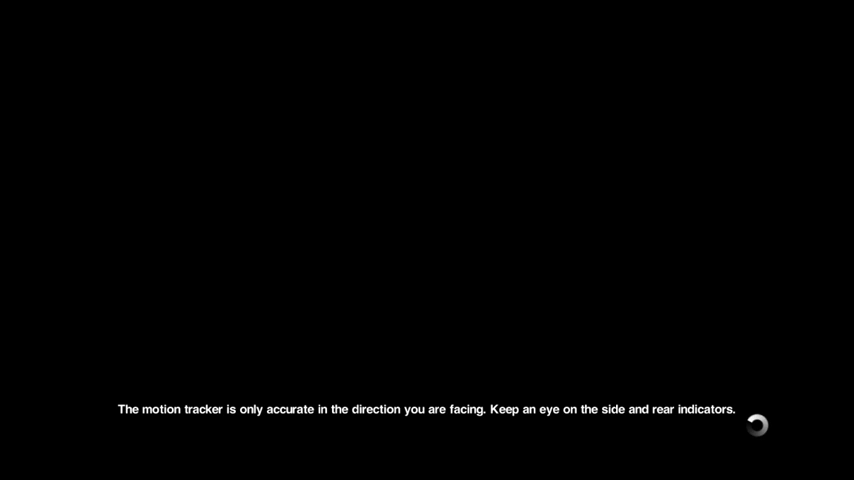 The motion tracker is only accurate in the direction you are facing. Keep an eye on the side and rear indicators.